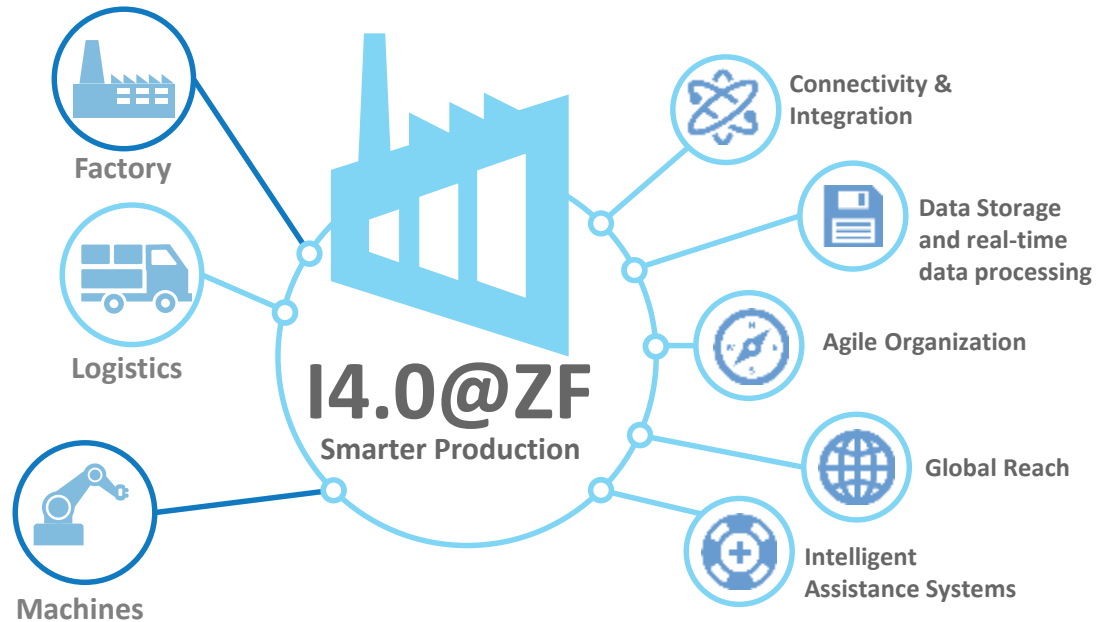 Factory
Logistics
Machines
I4.0@ZF
Smarter Production
Connectivity &
Integration
Data Storage
and real-time
data processing
Agile Organization
Global Reach
Intelligent
Assistance Systems